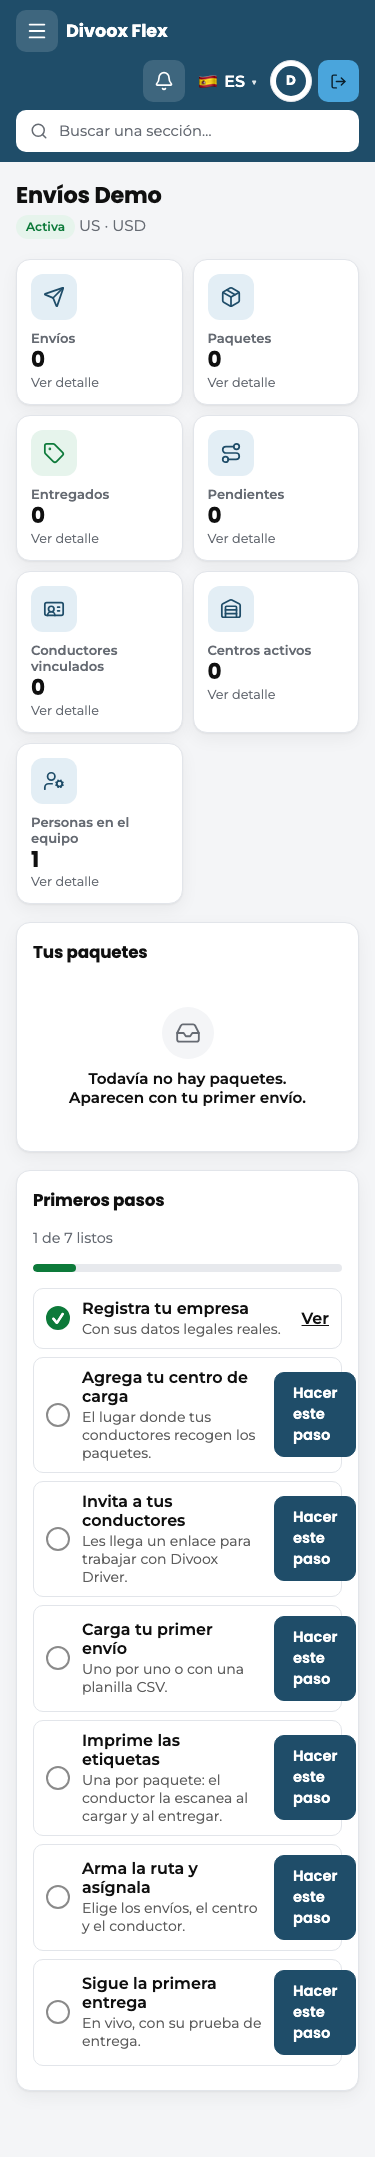 Divoox Flex
ES
D
Buscar una sección...
Envíos Demo
Activa US · USD
Envíos
0
Ver detalle
Paquetes
0
Ver detalle
Entregados
0
Ver detalle
Pendientes
0
Ver detalle
Conductores
vinculados
0
Ver detalle
Centros activos
0
Ver detalle
Personas en el
equipo
1
Ver detalle
Tus paquetes
Todavía no hay paquetes.
Aparecen con tu primer envío.
Primeros pasos
1 de 7 listos
Registra tu empresa
Con sus datos legales reales.
Ver
Agrega tu centro de
carga
El lugar donde tus
conductores recogen los
paquetes.
Hacer
este
paso
Invita a tus
conductores
Les llega un enlace para
trabajar con Divoox
Driver.
Hacer
este
paso
Carga tu primer
envío
Uno por uno o con una
planilla CSV.
Hacer
este
paso
Imprime las
etiquetas
Una por paquete: el
conductor la escanea al
cargar y al entregar.
Hacer
este
paso
Arma la ruta y
asígnala
Elige los envíos, el centro
y el conductor.
Hacer
este
paso
Sigue la primera
entrega
En vivo, con su prueba de
entrega.
Hacer
este
paso